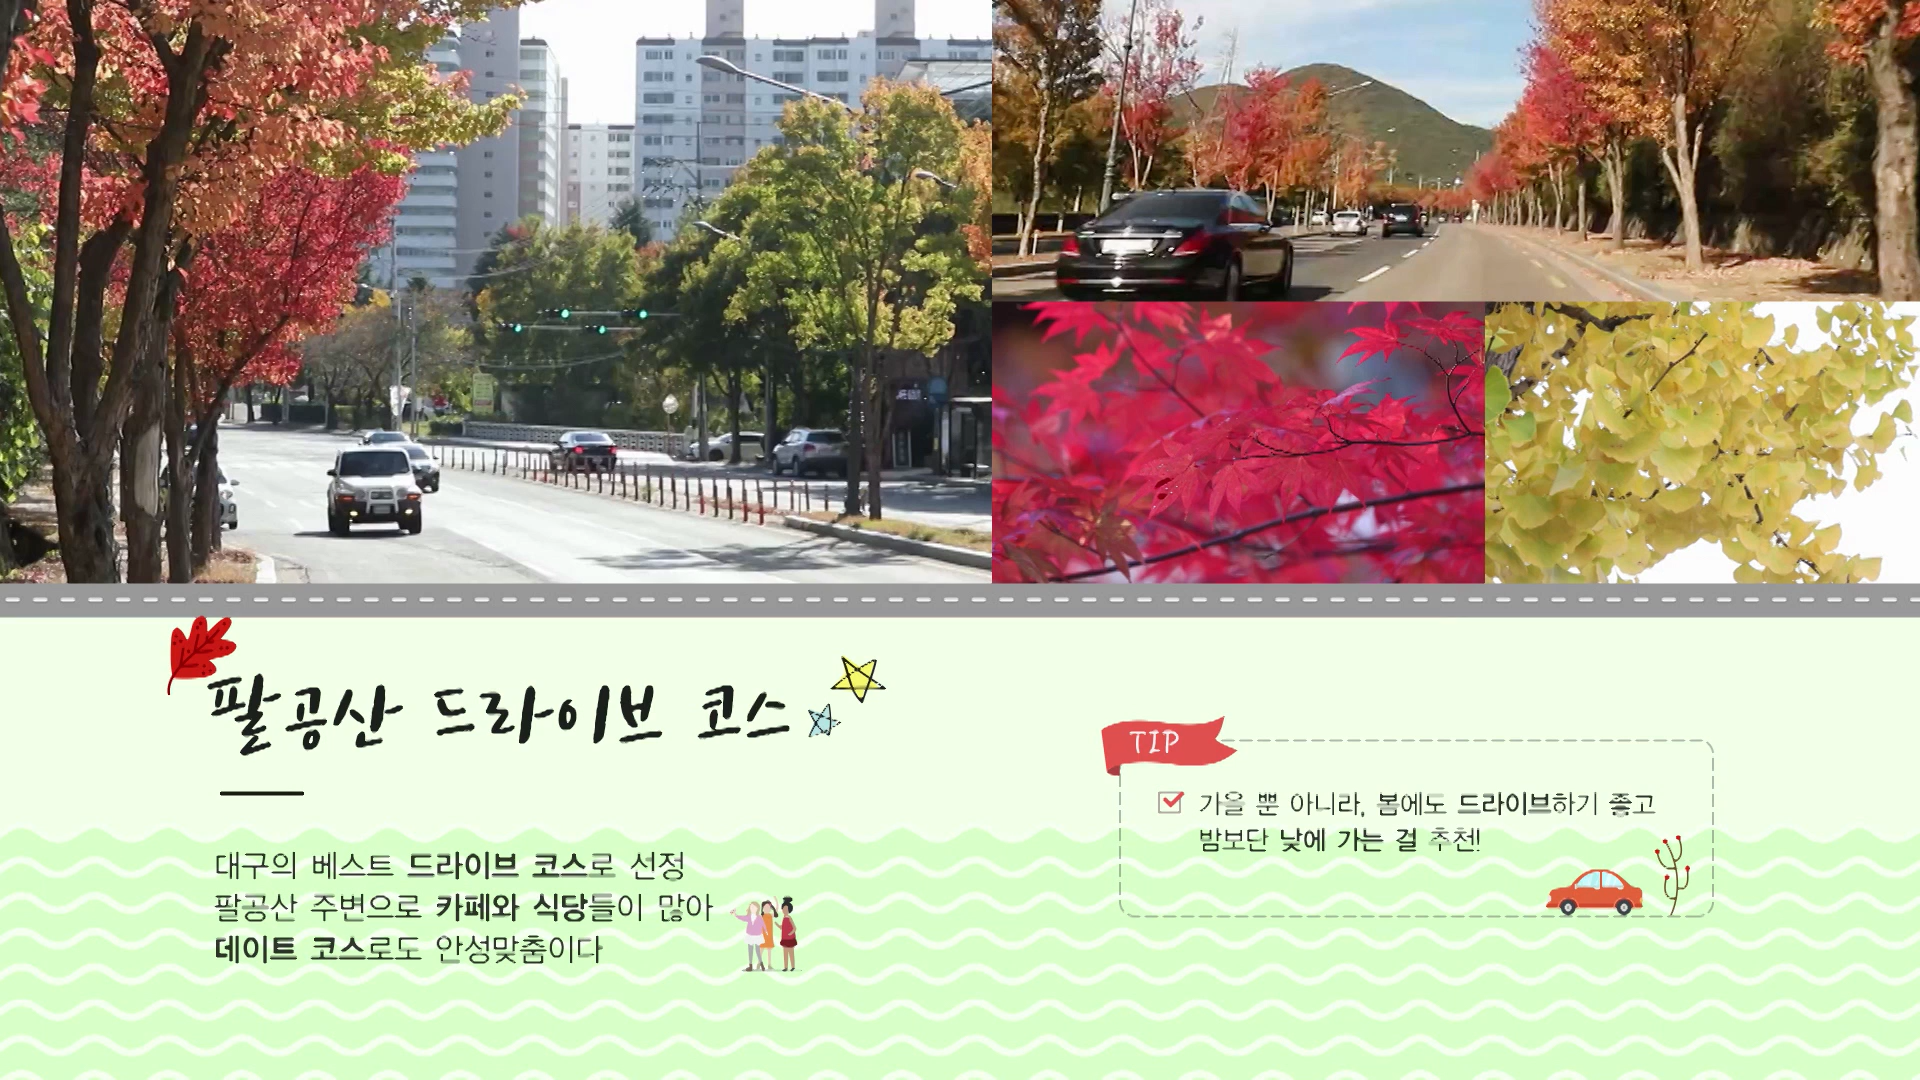 팔공산 드라이브 코스
대구의 베스트 드라이브 코스로 선정
팔공산 주변으로 카페와 식당들이 많아
데이트 코스로도 안성맞춤이다
TIP
가을 뿐 아니라, 봄에도 드라이브하기 좋고
밤보단 낮에 가는 걸 추천!